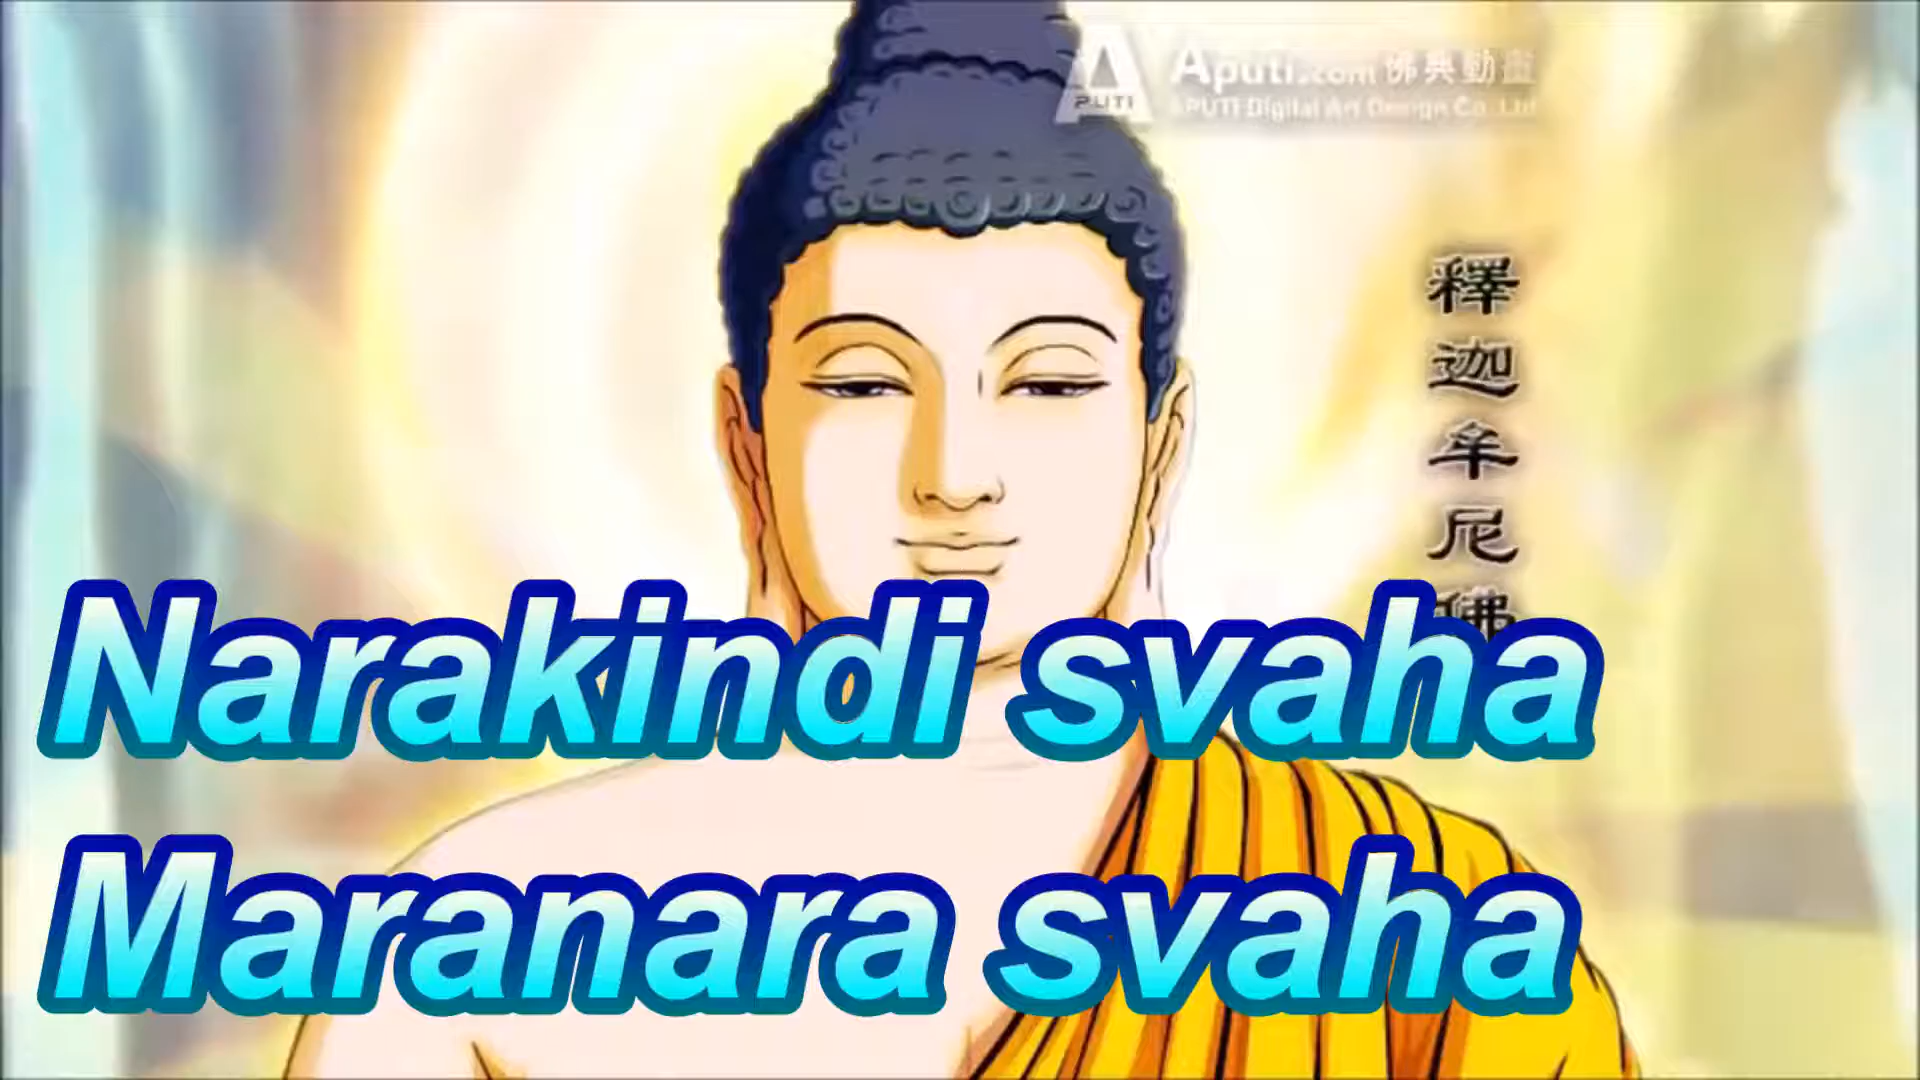 Aputi.com 佛典動畫
APUTI Digital Art Design Co., Ltd
APUTI
釋迦牟尼佛
Narakindi svaha
Maranara svaha